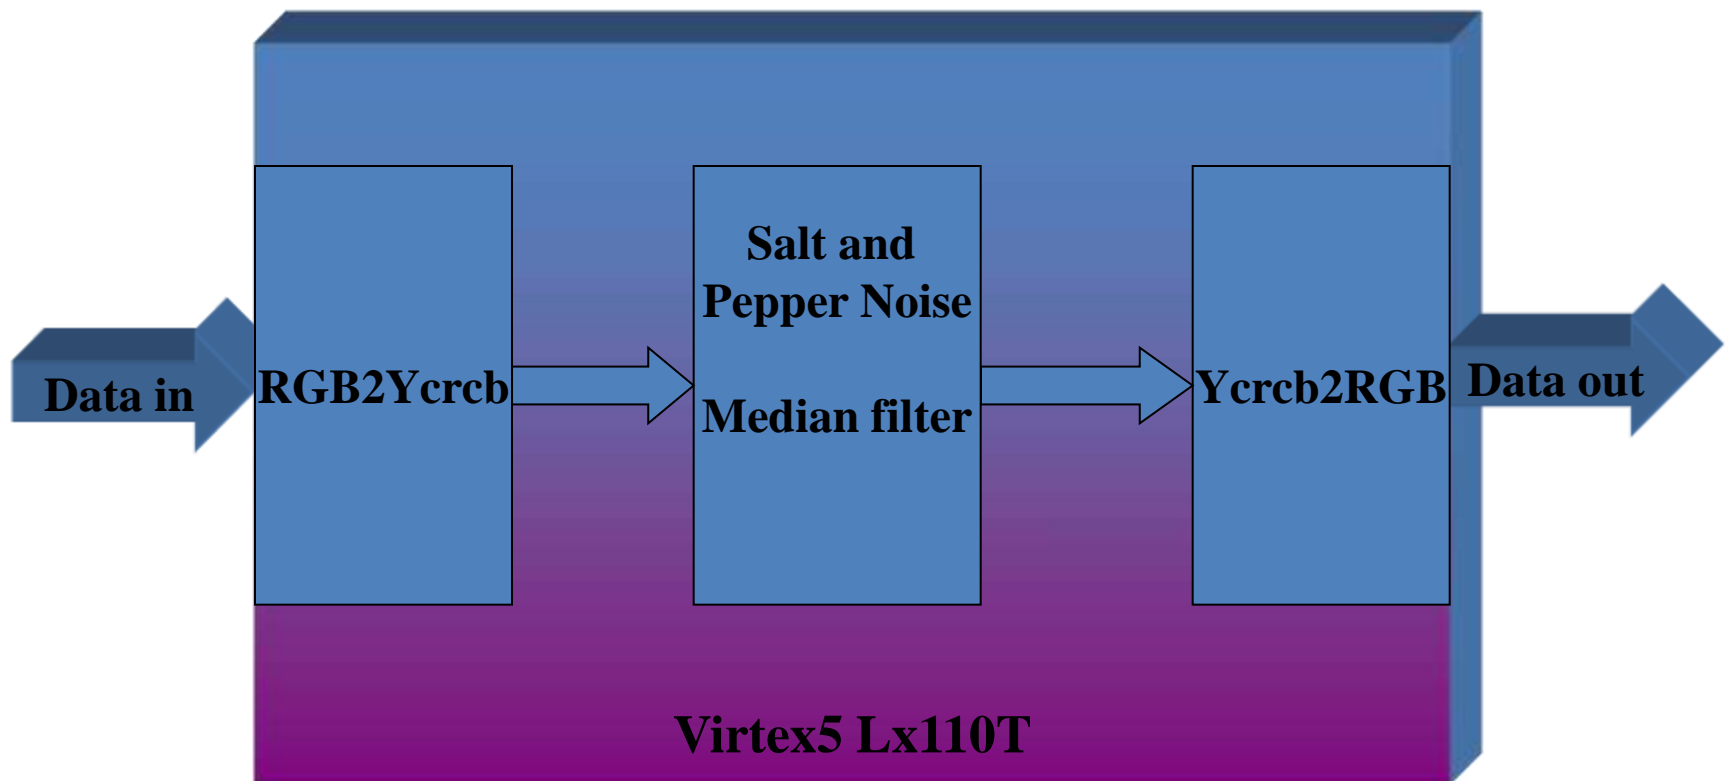 Data in
RGB2Ycrcb
Salt and
Pepper Noise
Median filter
Ycrcb2RGB
Data out
Virtex5 Lx110T